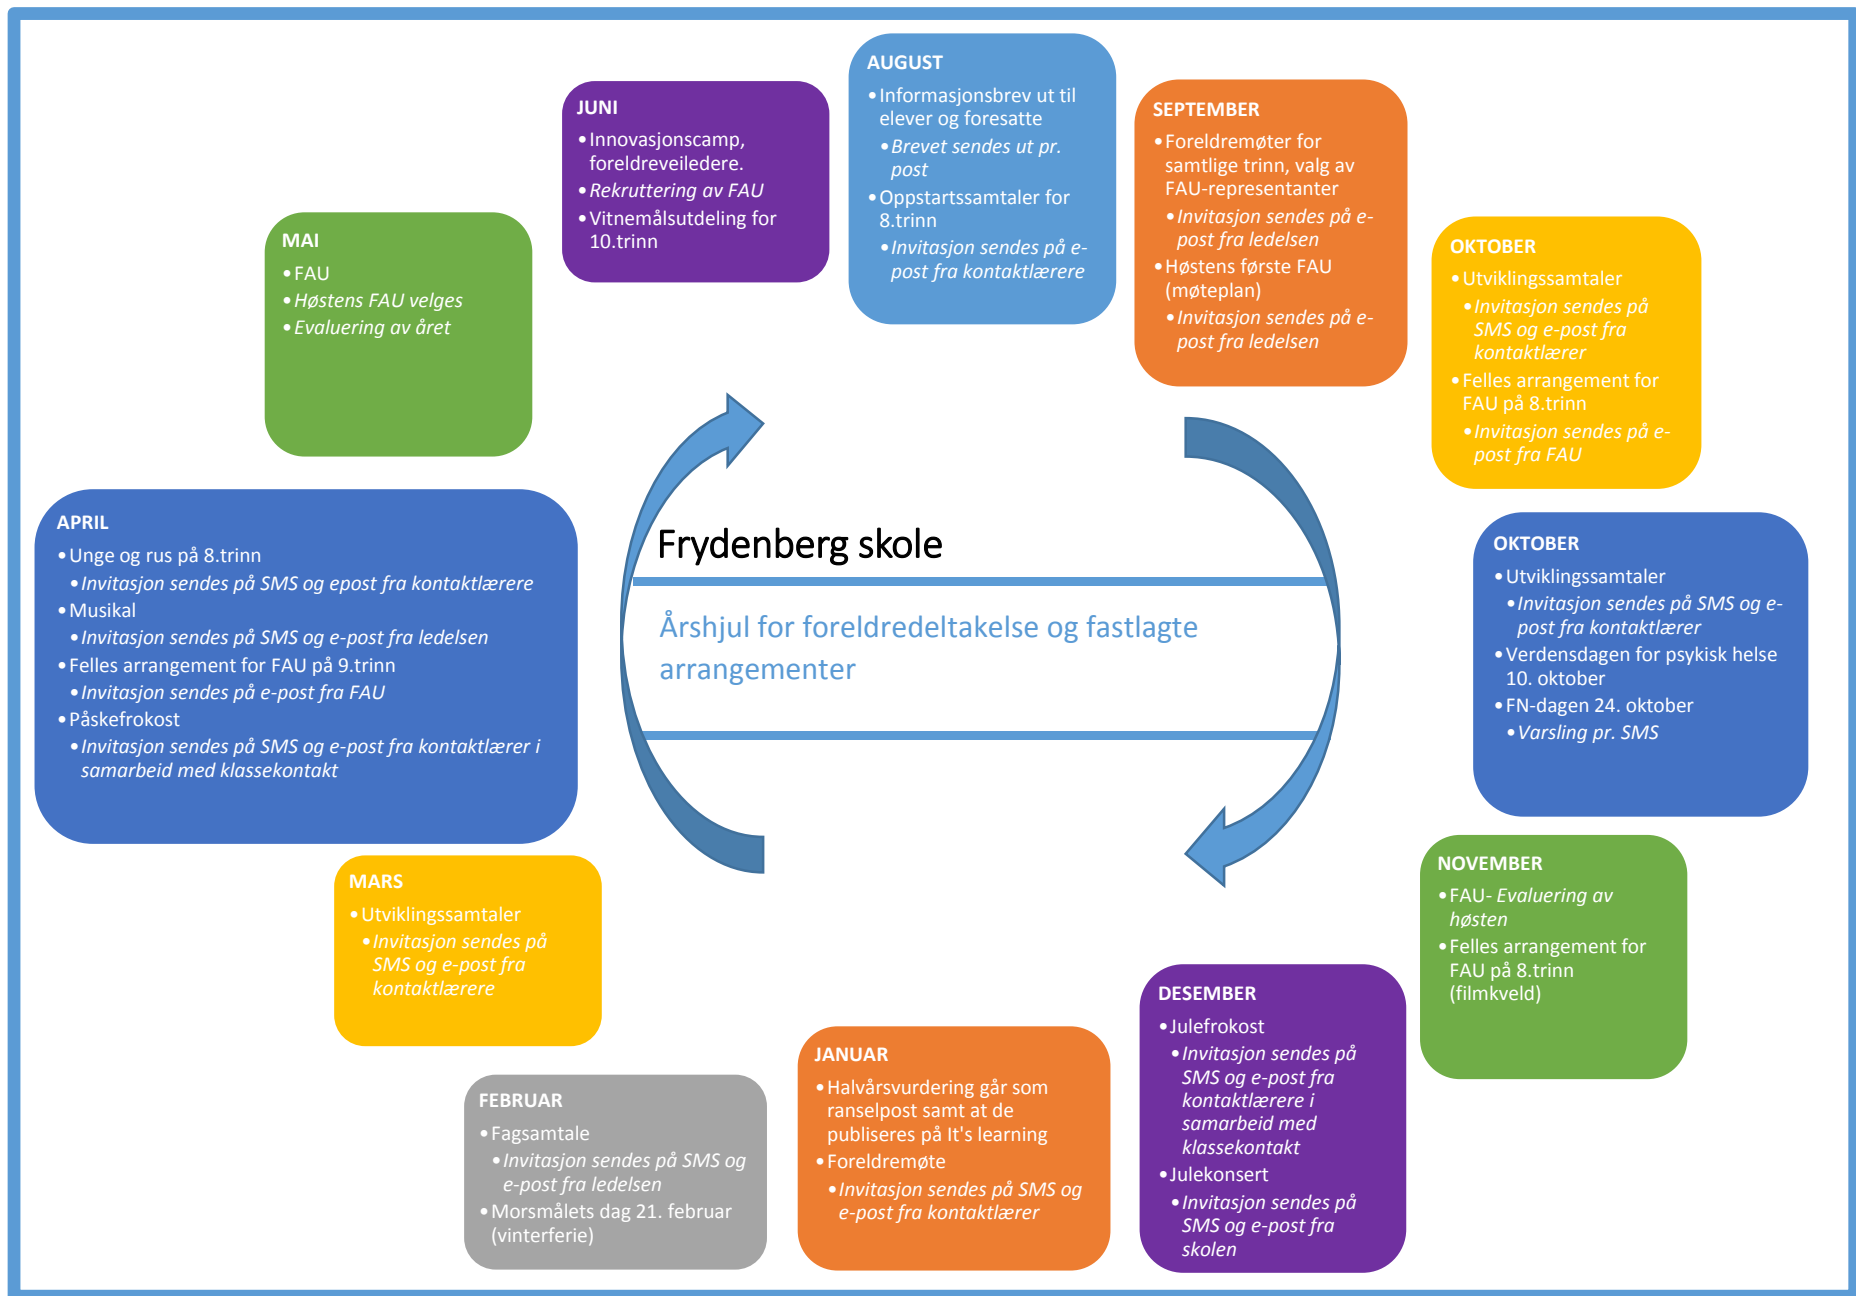 Frydenberg skole
Årshjul for foreldredeltakelse og fastlagte
arrangementer
AUGUST
•Informasjonsbrev ut til
elever og foresatte
•Brevet sendes ut pr.
post
•Oppstartssamtaler for
8.trinn
•Invitasjon sendes på e-
post fra kontaktlærere
SEPTEMBER
•Foreldremøter for
samtlige trinn, valg av
FAU-representanter
•Invitasjon sendes på e-
post fra ledelsen
•Høstens første FAU
(møteplan)
•Invitasjon sendes på e-
post fra ledelsen
OKTOBER
•Utviklingssamtaler
•Invitasjon sendes på
SMS og e-post fra
kontaktlærer
•Felles arrangement for
FAU på 8.trinn
•Invitasjon sendes på e-
post fra FAU
OKTOBER
•Utviklingssamtaler
•Invitasjon sendes på SMS og e-
post fra kontaktlærer
•Verdensdagen for psykisk helse
10. oktober
•FN-dagen 24. oktober
•Varsling pr. SMS
NOVEMBER
•FAU- Evaluering av
høsten
•Felles arrangement for
FAU på 8.trinn
(filmkveld)
DESEMBER
•Julefrokost
•Invitasjon sendes på
SMS og e-post fra
kontaktlærere i
samarbeid med
klassekontakt
•Julekonsert
•Invitasjon sendes på
SMS og e-post fra
skolen
JANUAR
•Halvårsvurdering går som
ranselpost samt at de
publiseres på It's learning
•Foreldremøte
•Invitasjon sendes på SMS og
e-post fra kontaktlærer
FEBRUAR
•Fagsamtale
•Invitasjon sendes på SMS og
e-post fra ledelsen
•Morsmålets dag 21. februar
(vinterferie)
MARS
•Utviklingssamtaler
•Invitasjon sendes på
SMS og e-post fra
kontaktlærere
APRIL
•Unge og rus på 8.trinn
•Invitasjon sendes på SMS og epost fra kontaktlærere
•Musikal
•Invitasjon sendes på SMS og e-post fra ledelsen
•Felles arrangement for FAU på 9.trinn
•Invitasjon sendes på e-post fra FAU
•Påskefrokost
•Invitasjon sendes på SMS og e-post fra kontaktlærer i
samarbeid med klassekontakt
MAI
•FAU
•Høstens FAU velges
•Evaluering av året
JUNI
•Innovasjonscamp,
foreldreveiledere.
•Rekruttering av FAU
•Vitnemålsutdeling for
10.trinn